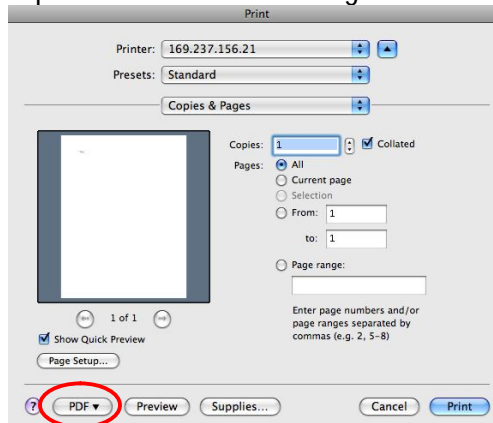 Print
Printer: 169.237.156.21
Presets: Standard
Copies & Pages
Copies: 1 Collated
Pages: All
Current page
Selection
From: 1
to: 1
Page range:
Enter page numbers and/or
page ranges separated by
commas (e.g. 2, 5-8)
1 of 1
Show Quick Preview
Page Setup...
? PDF ▼ Preview Supplies... Cancel Print